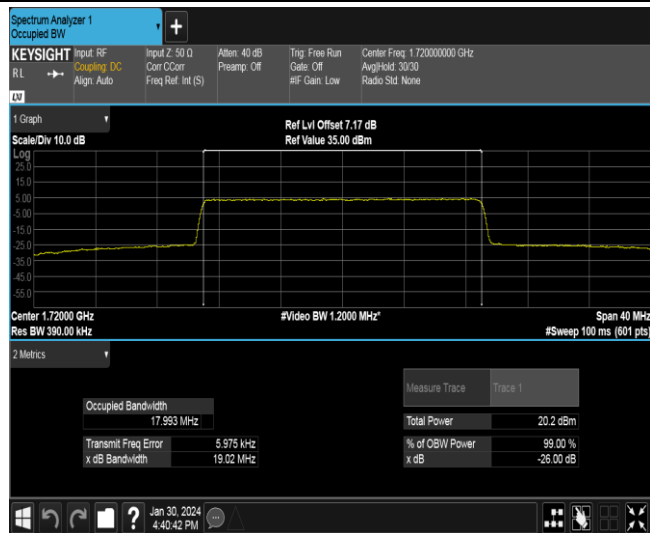 Spectrum Analyzer 1
Occupied BW
+
KEYSIGHT
RL
Input: RF
Coupling: DC
Align: Auto
Input Z: 50 Ω
Corr CCorr
Freq Ref: Int (S)
Atten: 40 dB
Preamp: Off
Trig: Free Run
Gate: Off
#IF Gain: Low
Center Freq: 1.720000000 GHz
Avg|Hold: 30/30
Radio Std: None
LXI
1 Graph
Scale/Div 10.0 dB
Ref Lvl Offset 7.17 dB
Ref Value 35.00 dBm
Log
25.0
15.0
5.00
-5.00
-15.0
-25.0
-35.0
-45.0
-55.0
Center 1.72000 GHz
Res BW 390.00 kHz
#Video BW 1.2000 MHz*
Span 40 MHz
#Sweep 100 ms (601 pts)
2 Metrics
Measure Trace Trace 1
Occupied Bandwidth
17.993 MHz
Total Power 20.2 dBm
Transmit Freq Error 5.975 kHz
% of OBW Power 99.00 %
x dB Bandwidth 19.02 MHz
x dB -26.00 dB
?
Jan 30, 2024
4:40:42 PM